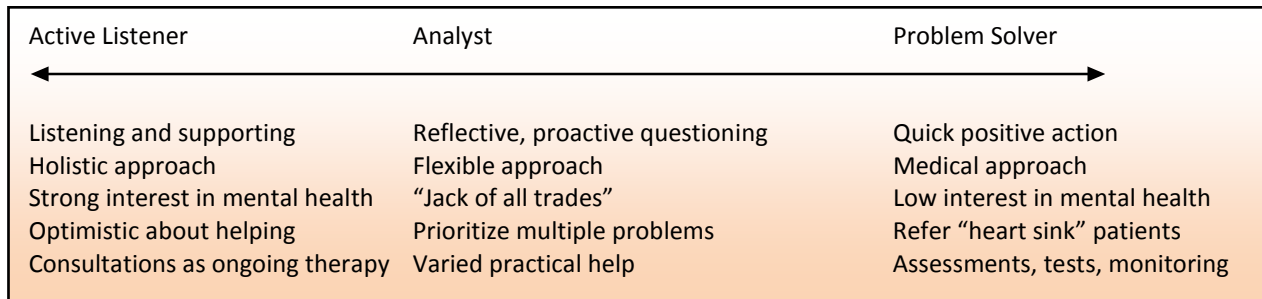 Active Listener Analyst Problem Solver
Listening and supporting Reflective, proactive questioning Quick positive action
Holistic approach Flexible approach Medical approach
Strong interest in mental health “Jack of all trades” Low interest in mental health
Optimistic about helping Prioritize multiple problems Refer “heart sink” patients
Consultations as ongoing therapy Varied practical help Assessments, tests, monitoring